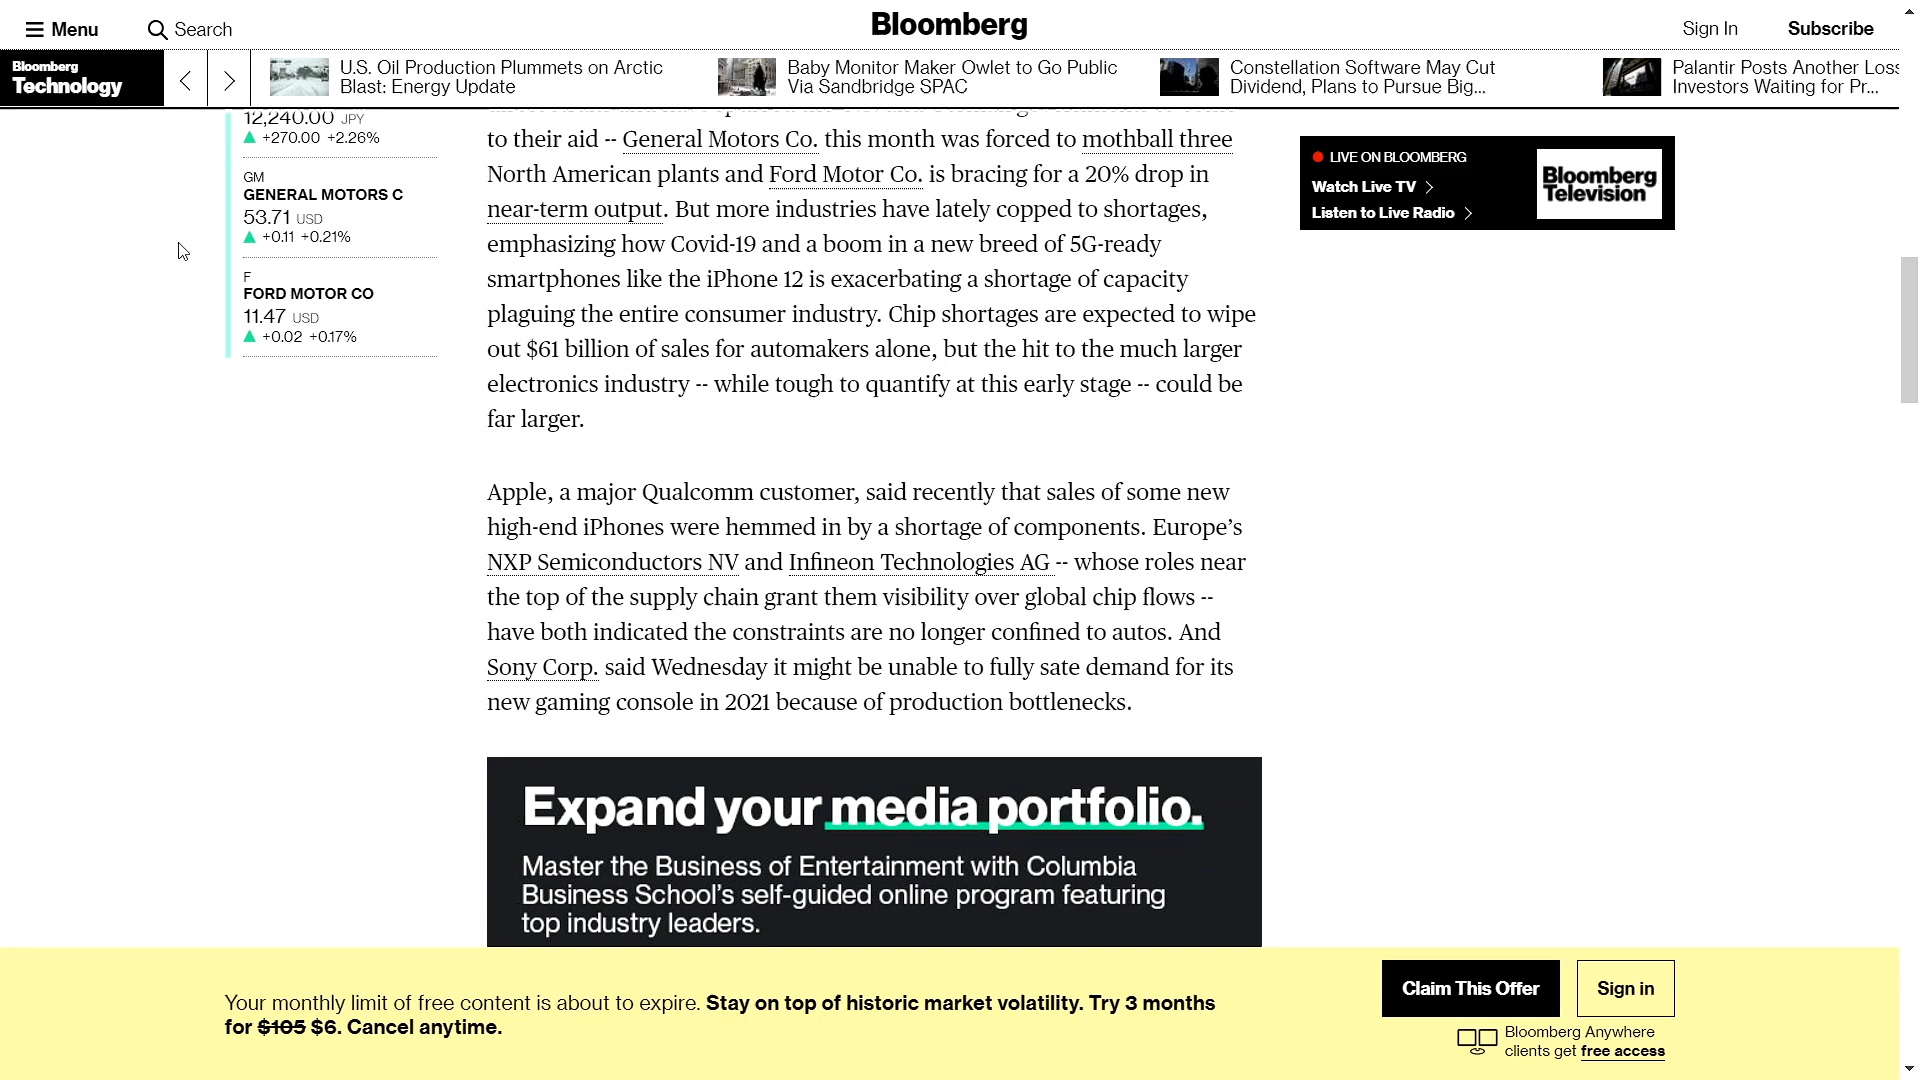 Menu
Search
Bloomberg
Sign In
Subscribe
Bloomberg
Technology
U.S. Oil Production Plummets on Arctic
Blast: Energy Update
Baby Monitor Maker Owlet to Go Public
Via Sandbridge SPAC
Constellation Software May Cut
Dividend, Plans to Pursue Big...
Palantir Posts Another Loss
Investors Waiting for Pr...
12,240.00 JPY
+270.00 +2.26%
GM
GENERAL MOTORS C
53.71 USD
+0.11 +0.21%
F
FORD MOTOR CO
11.47 USD
+0.02 +0.17%
to their aid -- General Motors Co. this month was forced to mothball three
North American plants and Ford Motor Co. is bracing for a 20% drop in
near-term output. But more industries have lately copped to shortages,
emphasizing how Covid-19 and a boom in a new breed of 5G-ready
smartphones like the iPhone 12 is exacerbating a shortage of capacity
plaguing the entire consumer industry. Chip shortages are expected to wipe
out $61 billion of sales for automakers alone, but the hit to the much larger
electronics industry -- while tough to quantify at this early stage -- could be
far larger.
Apple, a major Qualcomm customer, said recently that sales of some new
high-end iPhones were hemmed in by a shortage of components. Europe’s
NXP Semiconductors NV and Infineon Technologies AG -- whose roles near
the top of the supply chain grant them visibility over global chip flows --
have both indicated the constraints are no longer confined to autos. And
Sony Corp. said Wednesday it might be unable to fully sate demand for its
new gaming console in 2021 because of production bottlenecks.
LIVE ON BLOOMBERG
Watch Live TV
Listen to Live Radio
Bloomberg
Television
Expand your media portfolio.
Master the Business of Entertainment with Columbia
Business School's self-guided online program featuring
top industry leaders.
Your monthly limit of free content is about to expire. Stay on top of historic market volatility. Try 3 months
for $105 $6. Cancel anytime.
Claim This Offer
Sign in
Bloomberg Anywhere
clients get free access